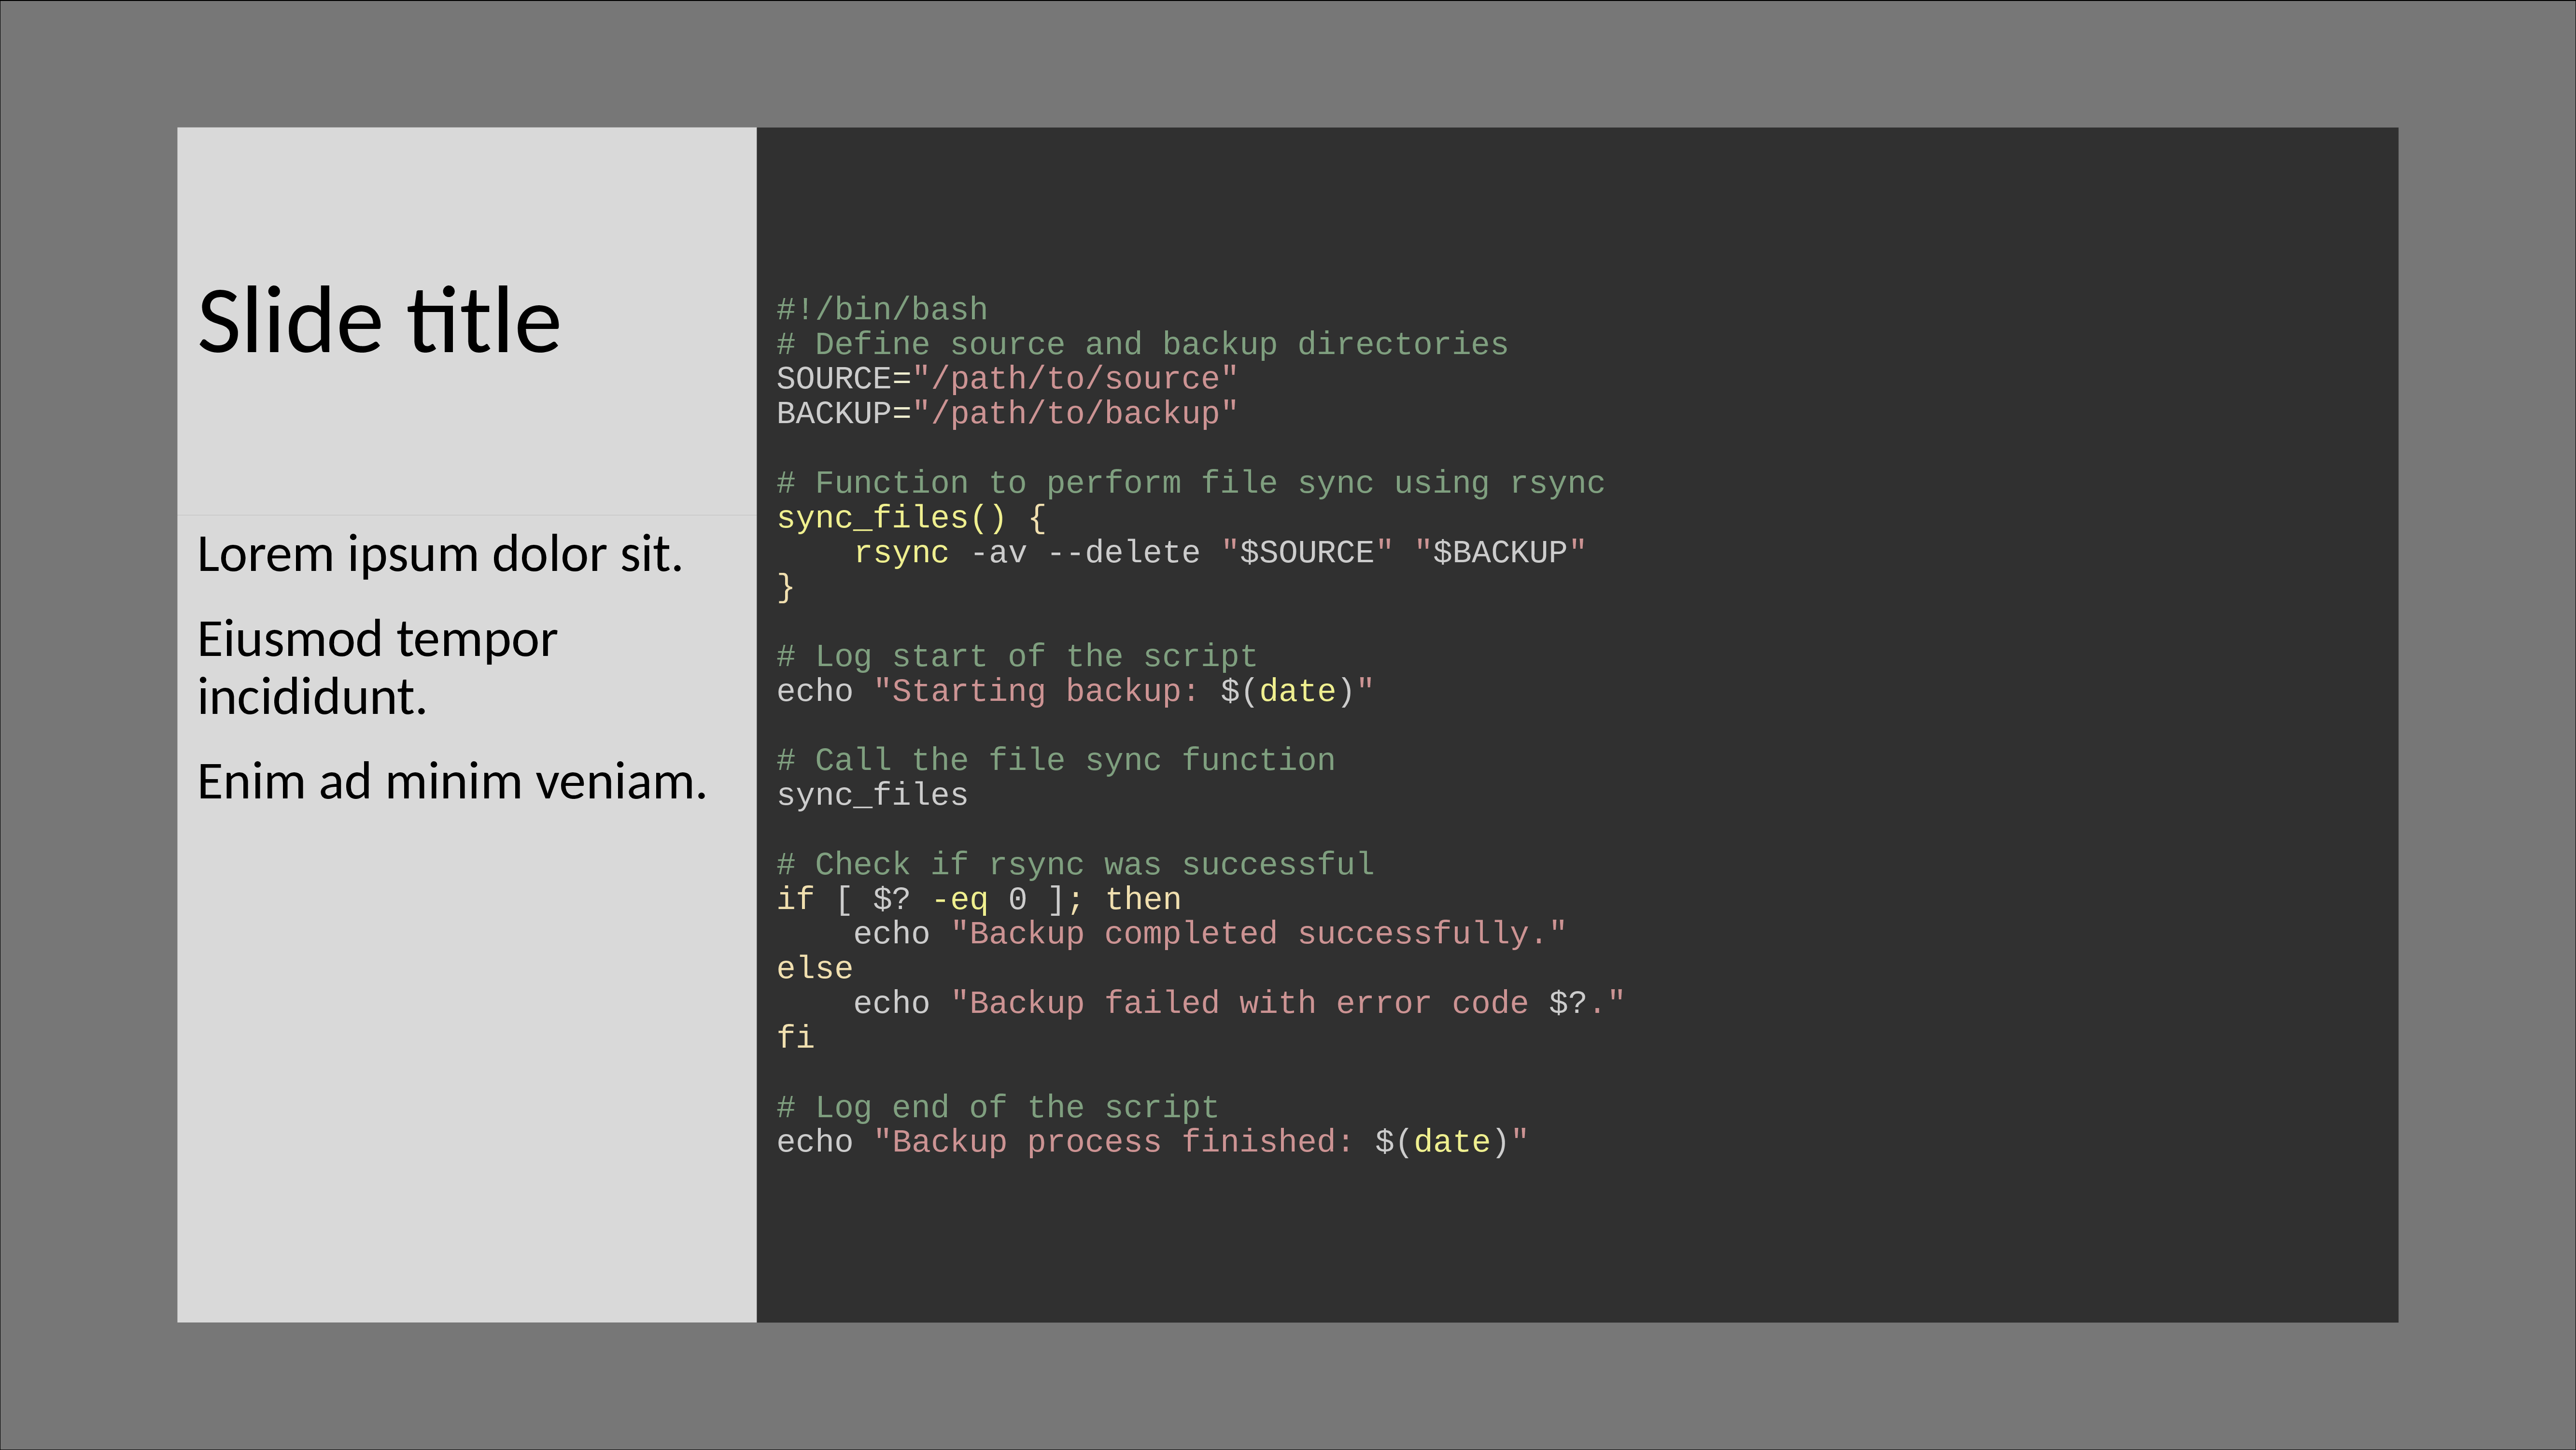 Slide title
Lorem ipsum dolor sit.
Eiusmod tempor
incididunt.
Enim ad minim veniam.
#!/bin/bash
# Define source and backup directories
SOURCE="/path/to/source"
BACKUP="/path/to/backup"

# Function to perform file sync using rsync
sync_files() {
    rsync -av --delete "$SOURCE" "$BACKUP"
}

# Log start of the script
echo "Starting backup: $(date)"

# Call the file sync function
sync_files

# Check if rsync was successful
if [ $? -eq 0 ]; then
    echo "Backup completed successfully."
else
    echo "Backup failed with error code $?."
fi

# Log end of the script
echo "Backup process finished: $(date)"